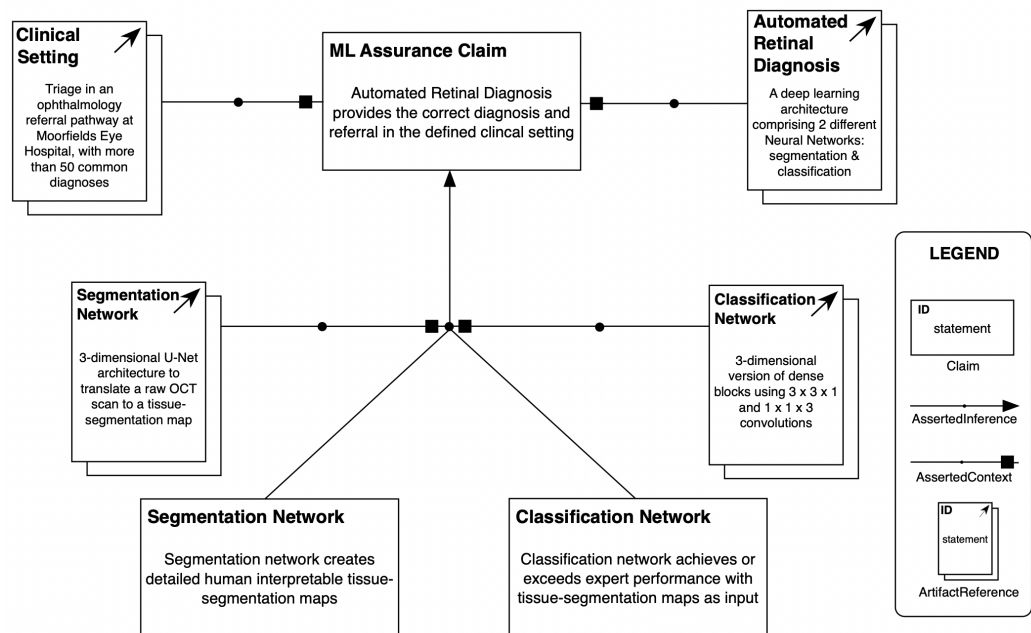 Clinical
Setting
Triage in an
ophthalmology
referral pathway at
Moorfields Eye
Hospital, with more
than 50 common
diagnoses
ML Assurance Claim
Automated Retinal Diagnosis
provides the correct diagnosis and
referral in the defined clincal setting
Automated
Retinal
Diagnosis
A deep learning
architecture
comprising 2 different
Neural Networks:
segmentation &
classification
Segmentation
Network
3-dimensional U-Net
architecture to
translate a raw OCT
scan to a tissue-
segmentation map
Classification
Network
3-dimensional
version of dense
blocks using 3 x 3 x 1
and 1 x 1 x 3
convolutions
Segmentation Network
Segmentation network creates
detailed human interpretable tissue-
segmentation maps
Classification Network
Classification network achieves or
exceeds expert performance with
tissue-segmentation maps as input
LEGEND
ID
statement
Claim
AssertedInference
AssertedContext
ID
statement
ArtifactReference